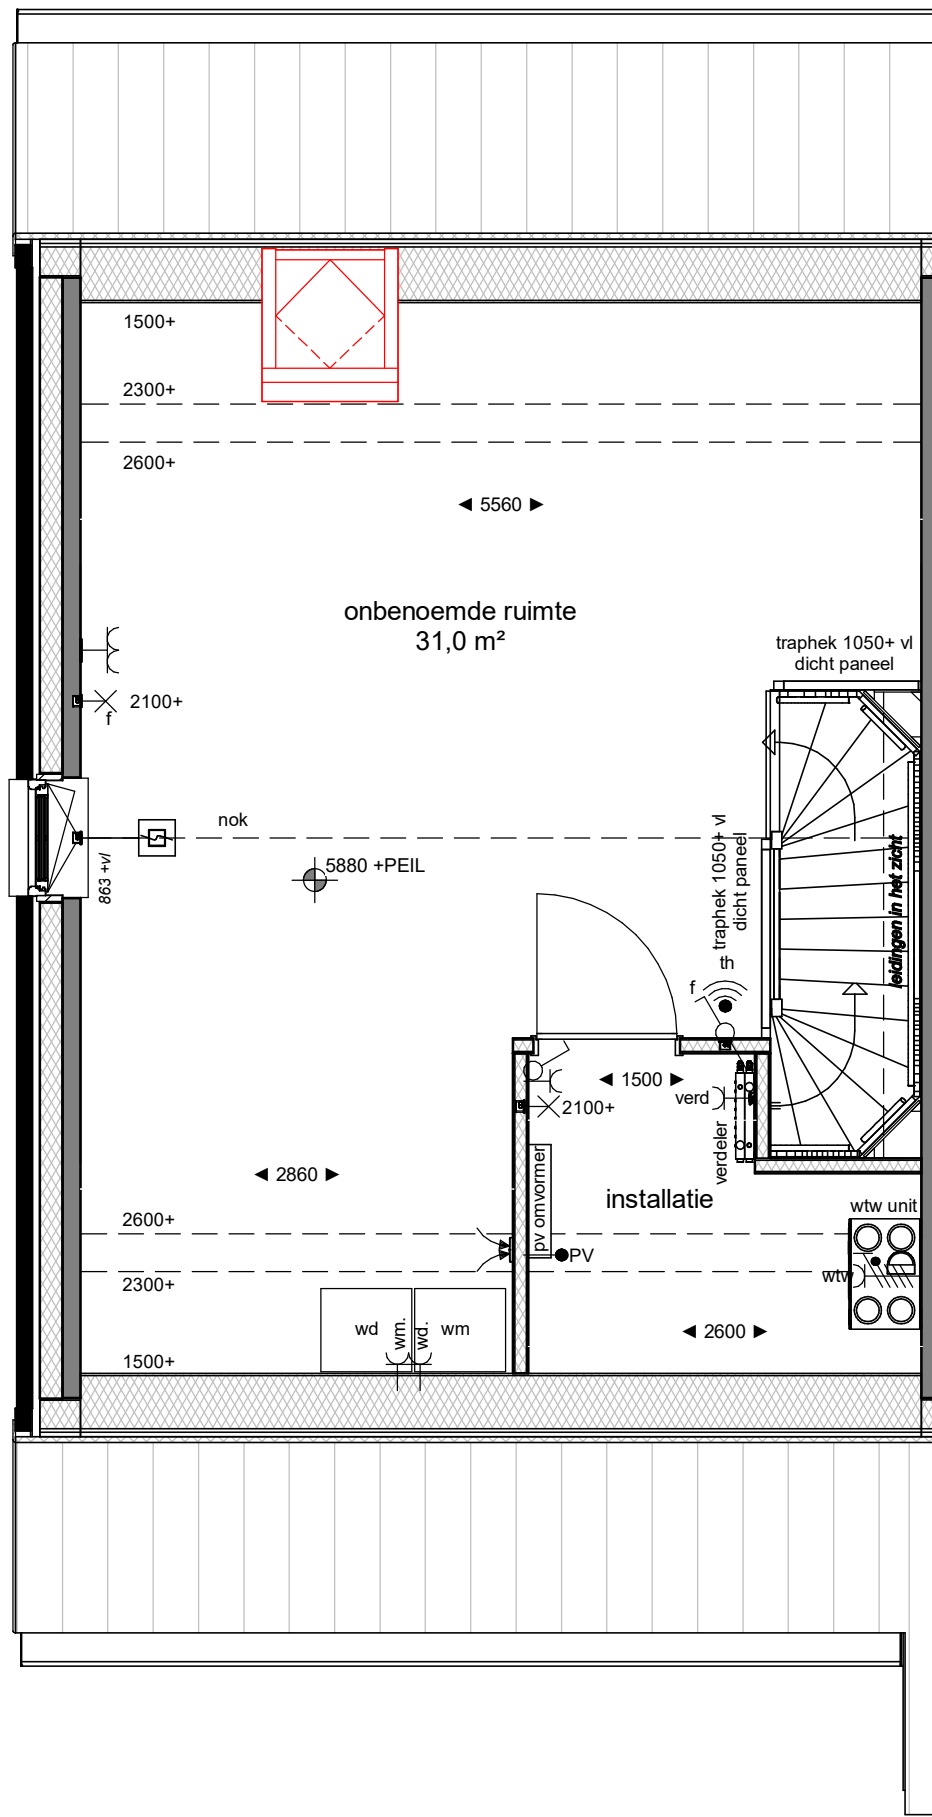 1500+
2300+
2600+
◄ 5560 ►
onbenoemde ruimte
31,0 m²
traphek 1050+ vl
dicht paneel
2100+
f
nok
863 +vl
5880 +PEIL
traphek 1050+ vl
dicht paneel
leidingen in het zicht
th
f
◄ 1500 ►
verd
2100+
verdeler
◄ 2860 ►
pv omvormer
installatie
wtw unit
2600+
PV
wtw
2300+
wd
wm.
wd.
wm
◄ 2600 ►
1500+